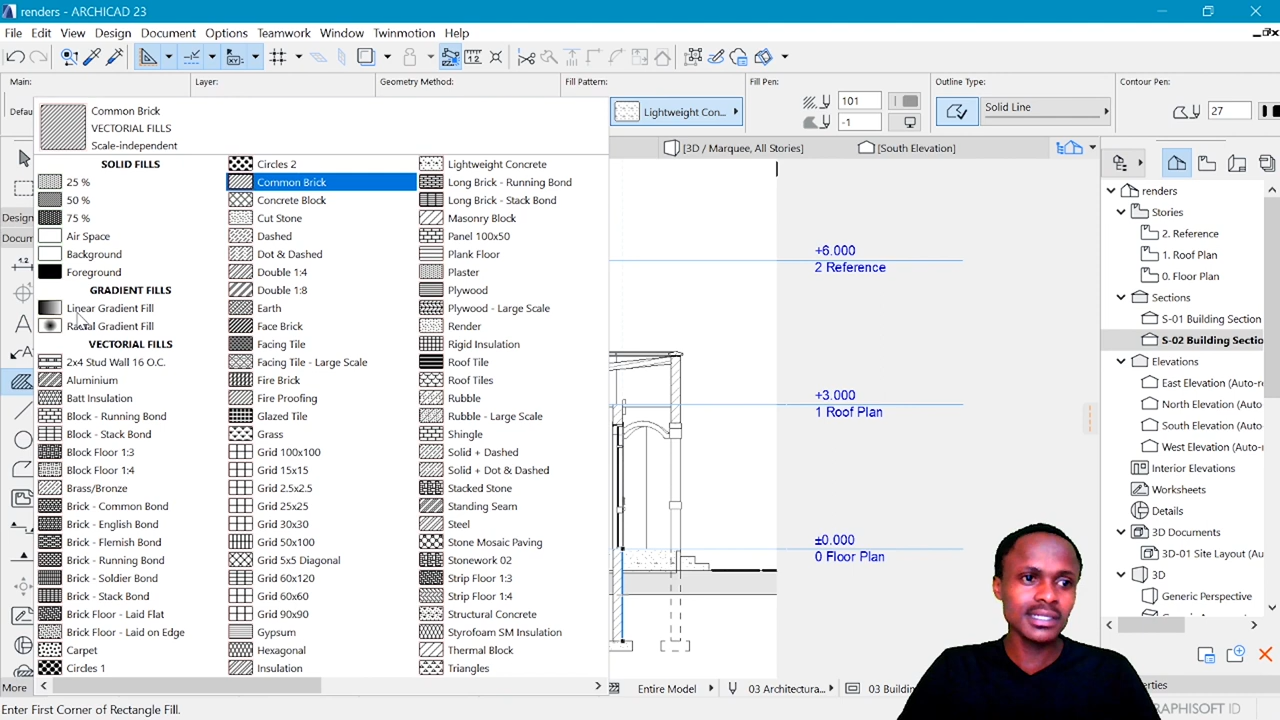 renders - ARCHICAD 23
File Edit View Design Document Options Teamwork Window Twinmotion Help
Main: Layer: Geometry Method: Fill Pattern: Fill Pen: Outline Type: Contour Pen:
Lightweight Con... 101 -1 Solid Line 27
Common Brick
VECTORIAL FILLS
Scale-independent
SOLID FILLS
25 %
50 %
75 %
Air Space
Background
Foreground
GRADIENT FILLS
Linear Gradient Fill
Radial Gradient Fill
VECTORIAL FILLS
2x4 Stud Wall 16 O.C.
Aluminium
Batt Insulation
Block - Running Bond
Block - Stack Bond
Block Floor 1:3
Block Floor 1:4
Brass/Bronze
Brick - Common Bond
Brick - English Bond
Brick - Flemish Bond
Brick - Running Bond
Brick - Soldier Bond
Brick - Stack Bond
Brick Floor - Laid Flat
Brick Floor - Laid on Edge
Carpet
Circles 1
Circles 2
Common Brick
Concrete Block
Cut Stone
Dashed
Dot & Dashed
Double 1:4
Double 1:8
Earth
Face Brick
Facing Tile
Facing Tile - Large Scale
Fire Brick
Fire Proofing
Glazed Tile
Grass
Grid 100x100
Grid 15x15
Grid 2.5x2.5
Grid 25x25
Grid 30x30
Grid 50x100
Grid 5x5 Diagonal
Grid 60x120
Grid 60x60
Grid 90x90
Gypsum
Hexagonal
Insulation
Lightweight Concrete
Long Brick - Running Bond
Long Brick - Stack Bond
Masonry Block
Panel 100x50
Plank Floor
Plaster
Plywood
Plywood - Large Scale
Render
Rigid Insulation
Roof Tile
Roof Tiles
Rubble
Rubble - Large Scale
Shingle
Solid + Dashed
Solid + Dot & Dashed
Stacked Stone
Standing Seam
Steel
Stone Mosaic Paving
Stonework 02
Strip Floor 1:3
Strip Floor 1:4
Structural Concrete
Styrofoam SM Insulation
Thermal Block
Triangles
[3D / Marquee, All Stories] [South Elevation]
+6.000
2 Reference
+3.000
1 Roof Plan
±0.000
0 Floor Plan
renders
Stories
2. Reference
1. Roof Plan
0. Floor Plan
Sections
S-01 Building Section
S-02 Building Sectio
Elevations
East Elevation (Auto-r
North Elevation (Auto
South Elevation (Auto-
West Elevation (Auto-
Interior Elevations
Worksheets
Details
3D Documents
3D-01 Site Layout (Au
3D
Generic Perspective
More
Entire Model 03 Architectura... 03 Buildin
Enter First Corner of Rectangle Fill.